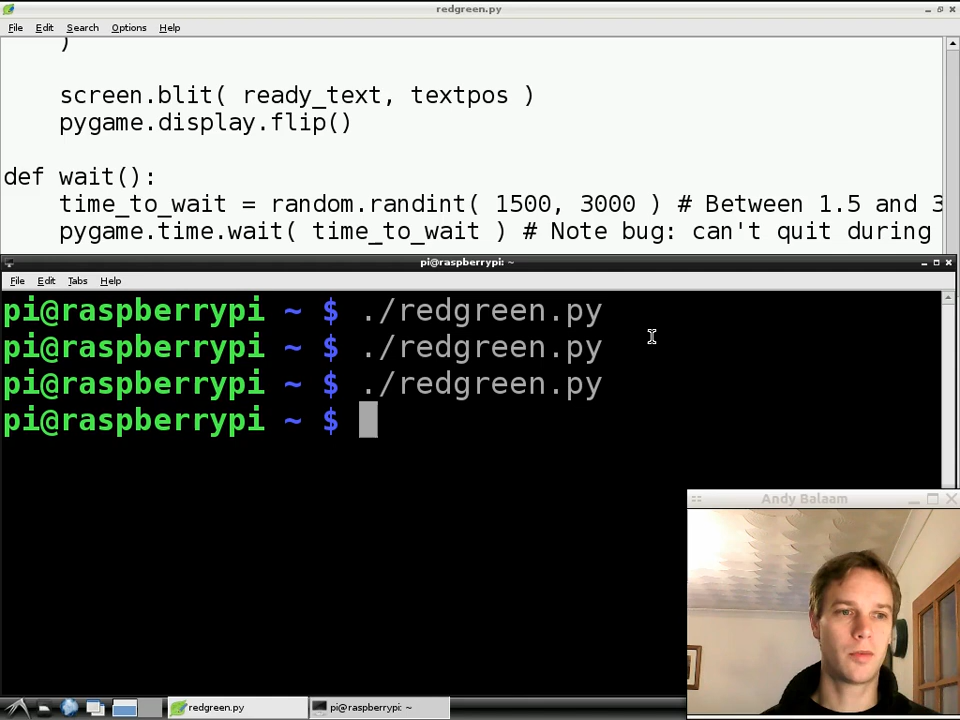 redgreen.py
File Edit Search Options Help
)
screen.blit( ready_text, textpos )
pygame.display.flip()
def wait():
time_to_wait = random.randint( 1500, 3000 ) # Between 1.5 and 3
pygame.time.wait( time_to_wait ) # Note bug: can't quit during
pi@raspberrypi: ~
File Edit Tabs Help
pi@raspberrypi ~ $ ./redgreen.py
pi@raspberrypi ~ $ ./redgreen.py
pi@raspberrypi ~ $ ./redgreen.py
pi@raspberrypi ~ $
Andy Balaam
redgreen.py
pi@raspberrypi: ~